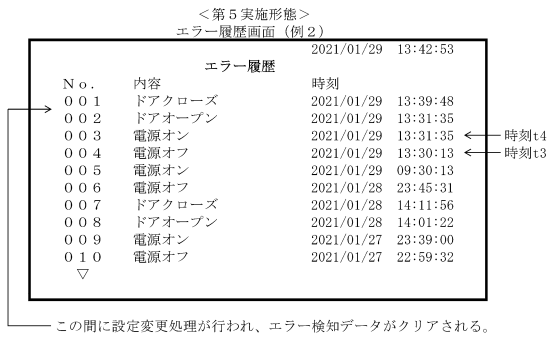 ＜第５実施形態＞
エラー履歴画面（例２）
2021/01/29 13:42:53
エラー履歴
Ｎｏ． 内容 時刻
００１ ドアクローズ 2021/01/29 13:39:48
００２ ドアオープン 2021/01/29 13:31:35
００３ 電源オン 2021/01/29 13:31:35 時刻t4
００４ 電源オフ 2021/01/29 13:30:13 時刻t3
００５ 電源オン 2021/01/29 09:30:13
００６ 電源オフ 2021/01/28 23:45:31
００７ ドアクローズ 2021/01/28 14:11:56
００８ ドアオープン 2021/01/28 14:01:22
００９ 電源オン 2021/01/27 23:39:00
０１０ 電源オフ 2021/01/27 22:59:32
▽
この間に設定変更処理が行われ、エラー検知データがクリアされる。